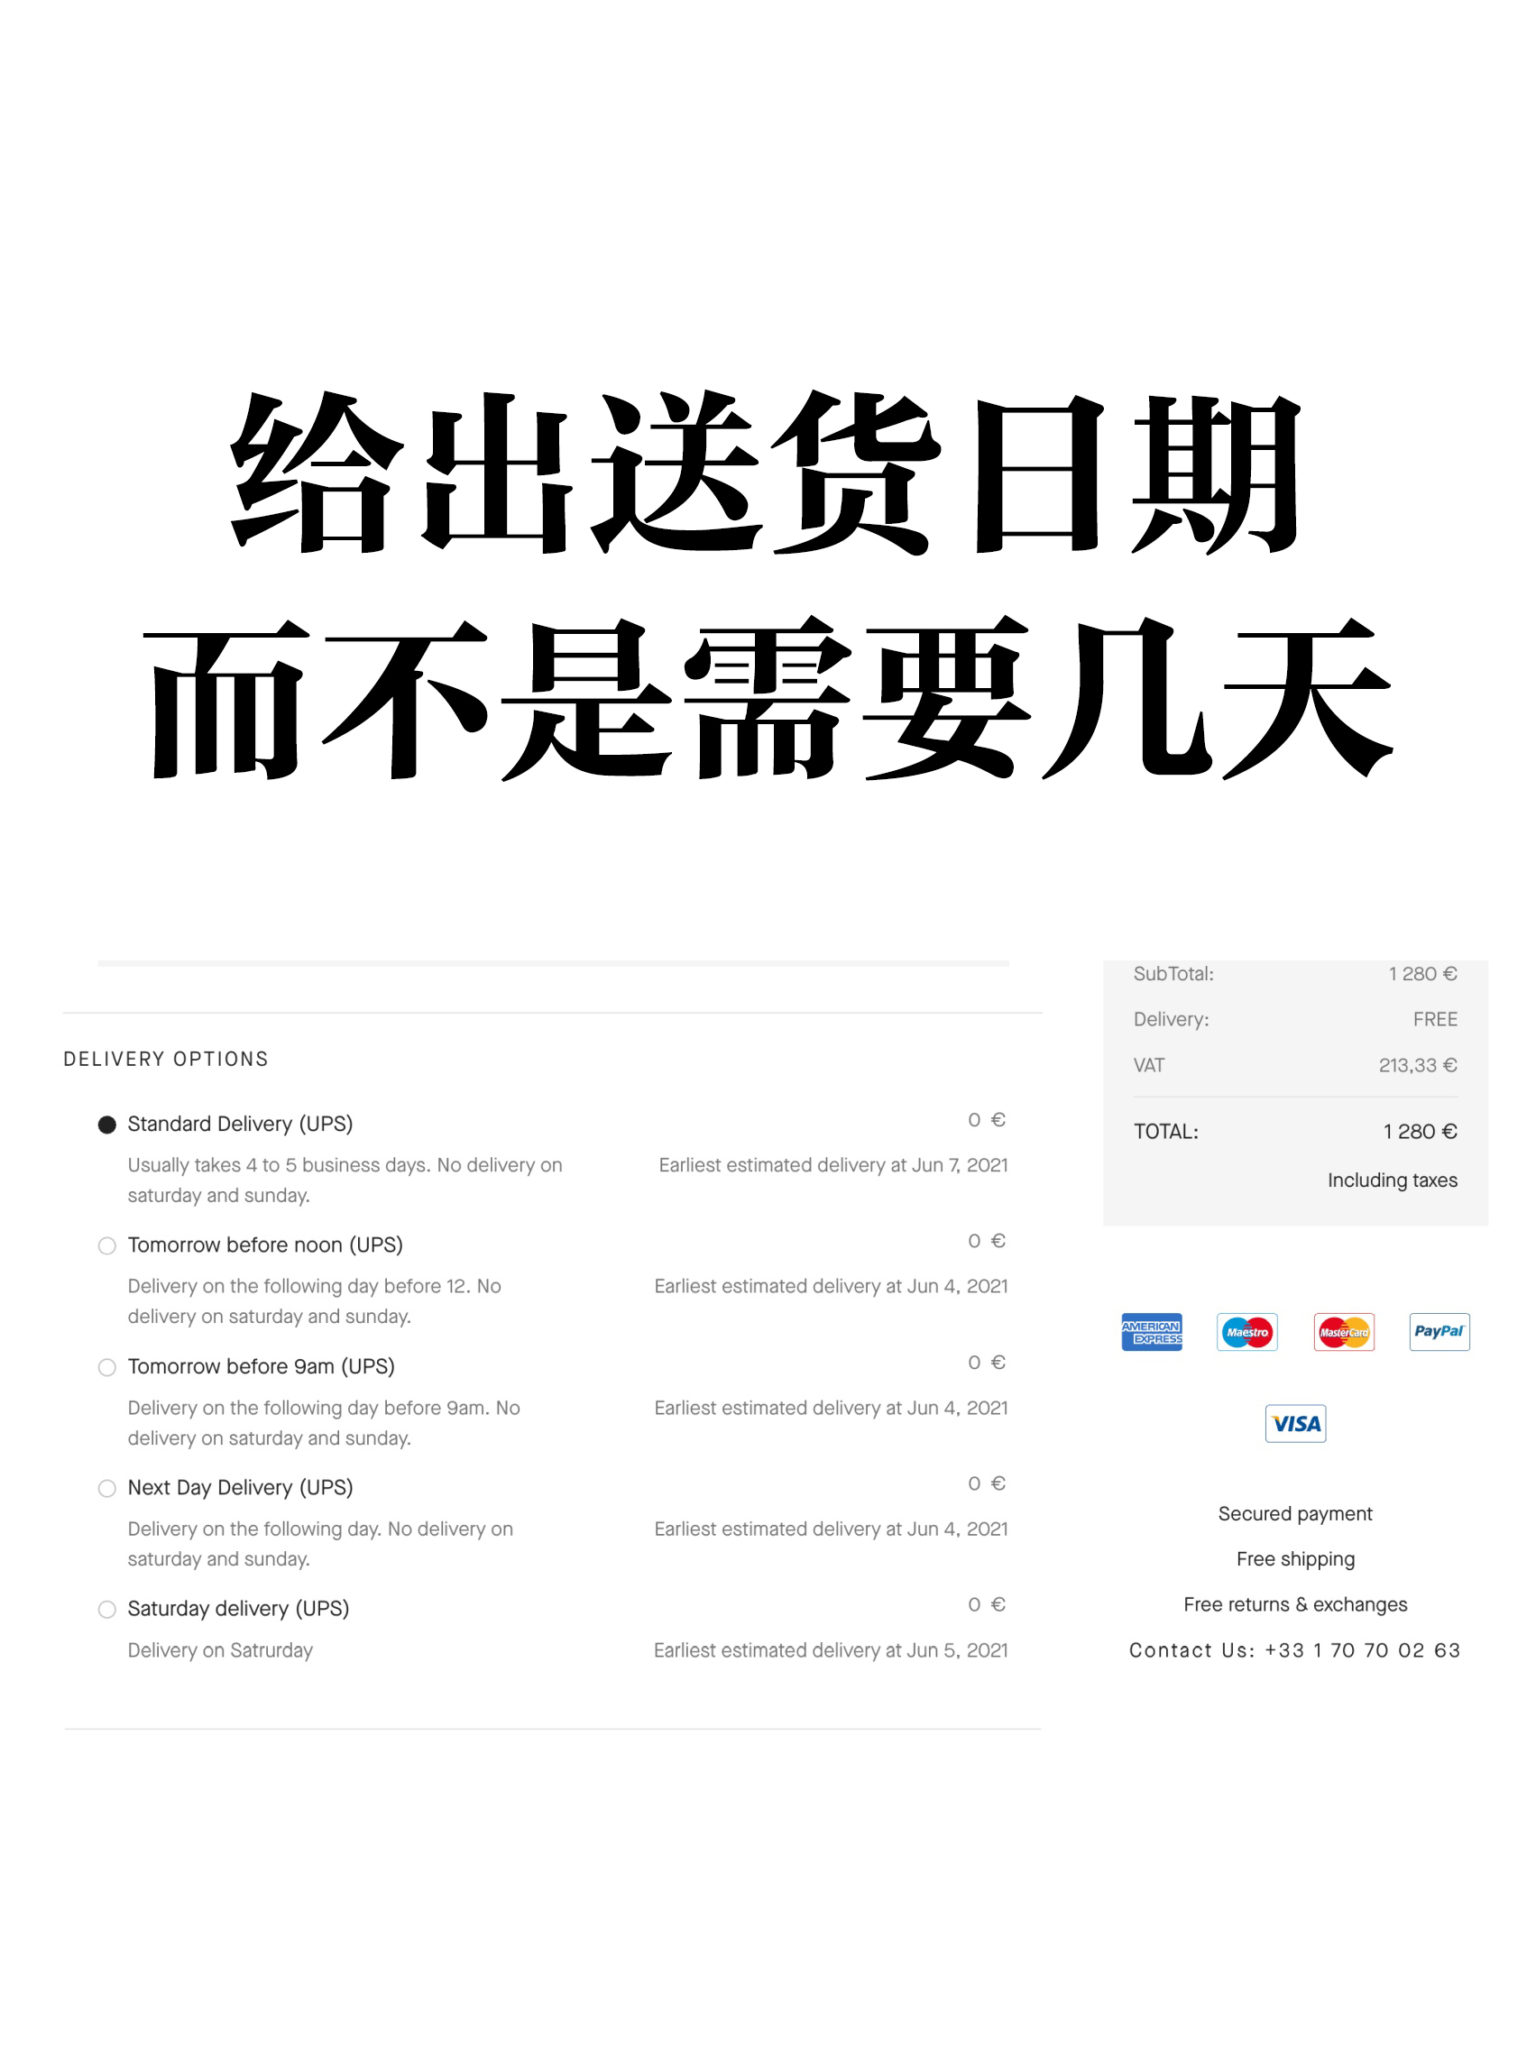 给出送货日期
而不是需要几天
DELIVERY OPTIONS
Standard Delivery (UPS)
0 €
Usually takes 4 to 5 business days. No delivery on
saturday and sunday.
Earliest estimated delivery at Jun 7, 2021
Tomorrow before noon (UPS)
0 €
Delivery on the following day before 12. No
delivery on saturday and sunday.
Earliest estimated delivery at Jun 4, 2021
Tomorrow before 9am (UPS)
0 €
Delivery on the following day before 9am. No
delivery on saturday and sunday.
Earliest estimated delivery at Jun 4, 2021
Next Day Delivery (UPS)
0 €
Delivery on the following day. No delivery on
saturday and sunday.
Earliest estimated delivery at Jun 4, 2021
Saturday delivery (UPS)
0 €
Delivery on Satrurday
Earliest estimated delivery at Jun 5, 2021
SubTotal: 1 280 €
Delivery: FREE
VAT 213,33 €
TOTAL: 1 280 €
Including taxes
AMERICAN
EXPRESS
Maestro
MasterCard
PayPal
VISA
Secured payment
Free shipping
Free returns & exchanges
Contact Us: +33 1 70 70 02 63